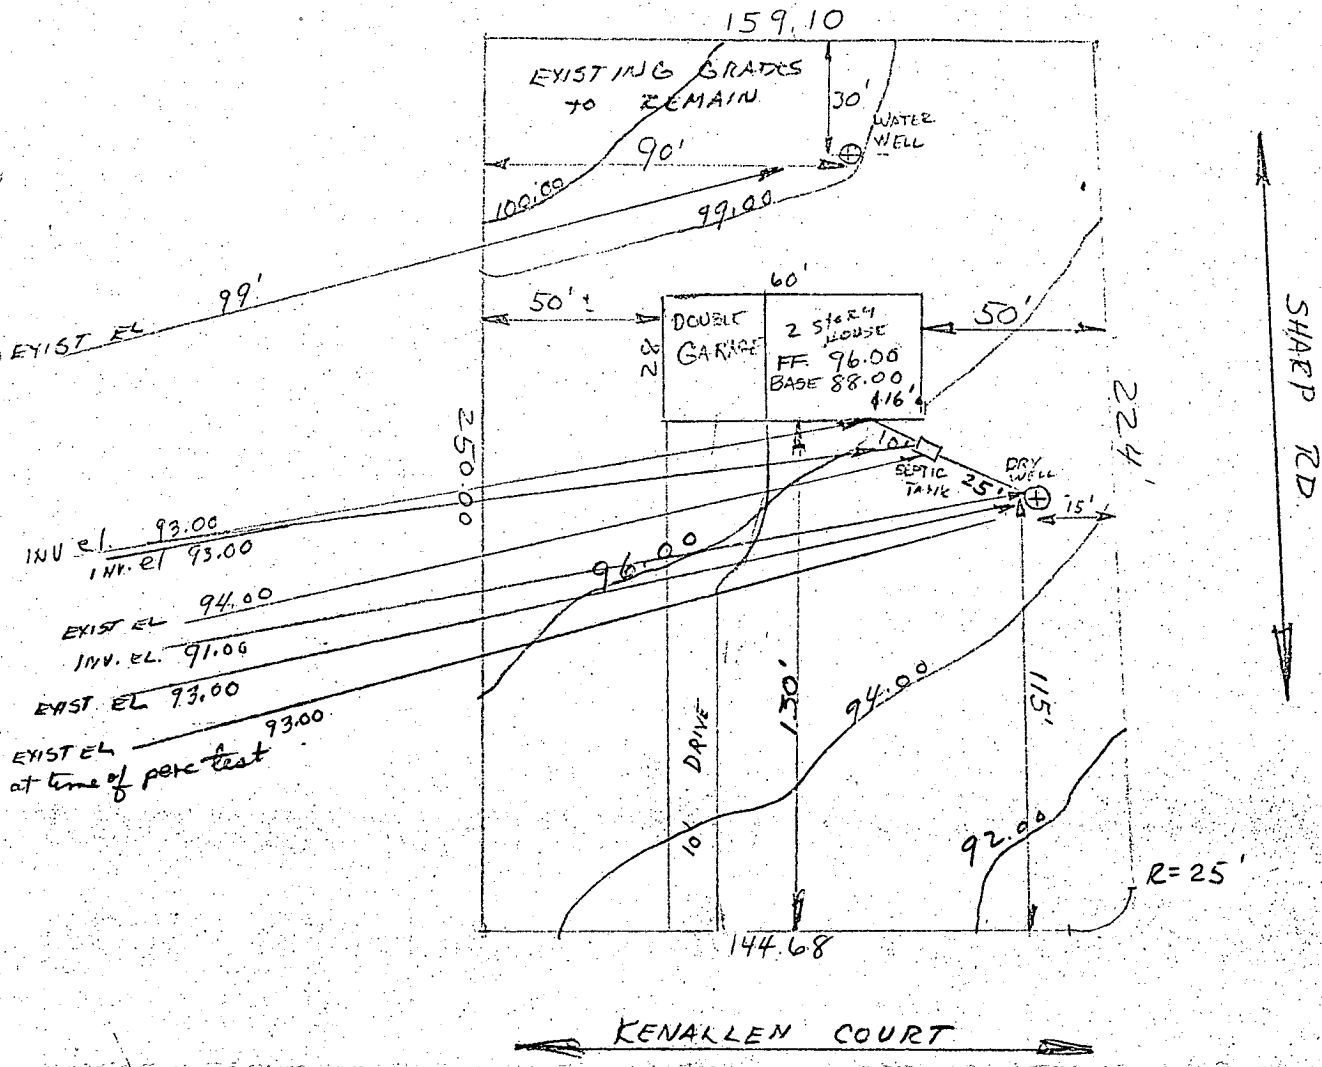 159.10
EXISTING GRADES
TO REMAIN
30'
WATER
WELL
90'
100.00
99.00
99'
EXIST EL
60'
50'±
DOUBLE
GARAGE
22
2 STORY
HOUSE
FF. 96.00
BASE 88.00
16'
50'
SHARP RD.
224'
250.00
10'
SEPTIC
TANK
25'
DRY
WELL
15'
INV el. 93.00
INV. el 93.00
EXIST EL 94.00
INV. EL. 91.00
EXIST EL 93.00
EXIST EL 93.00
at time of perc test
96.00
130'
94.00
115'
DRIVE
10'
92.00
R=25'
144.68
KENALLEN COURT